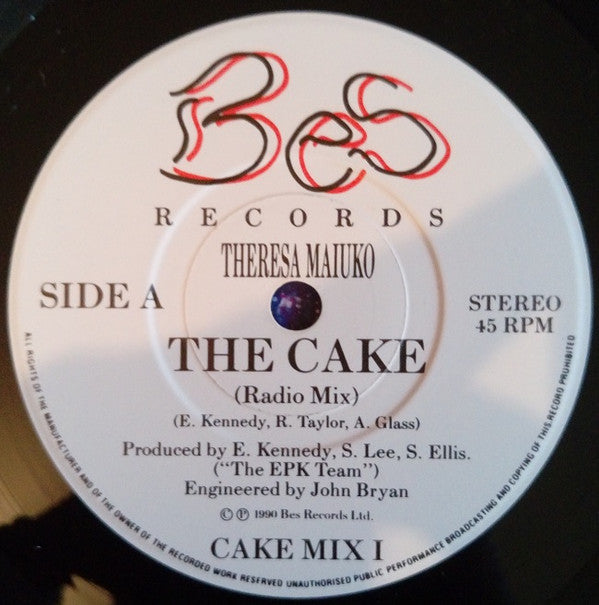 Bes
RECORDS
THERESA MAIUKO
SIDE A
STEREO
45 RPM
THE CAKE
(Radio Mix)
(E. Kennedy, R. Taylor, A. Glass)
Produced by E. Kennedy, S. Lee, S. Ellis.
("The EPK Team")
Engineered by John Bryan
© ℗ 1990 Bes Records Ltd.
CAKE MIX I
ALL RIGHTS OF THE MANUFACTURER AND OF THE OWNER OF THE RECORDED WORK RESERVED UNAUTHORISED PUBLIC PERFORMANCE BROADCASTING AND COPYING OF THIS RECORD PROHIBITED